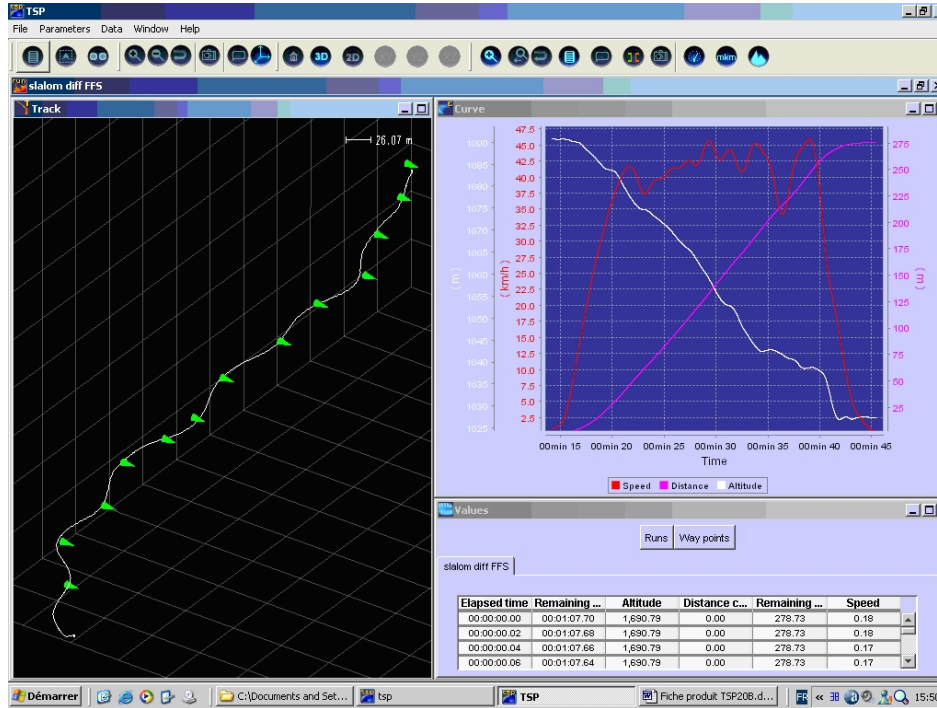 TSP
File Parameters Data Window Help
3D 2D
mkm
slalom diff FFS
Track
26.07 m
Curve
47.5
45.0
42.5
40.0
37.5
35.0
32.5
30.0
27.5
25.0
22.5
20.0
17.5
15.0
12.5
10.0
7.5
5.0
2.5
(m)
(km/h)
275
250
225
200
175
150
125
100
75
50
25
(m)
00min 15 00min 20 00min 25 00min 30 00min 35 00min 40 00min 45
Time
Speed Distance Altitude
Values
Runs Way points
slalom diff FFS
Elapsed time Remaining ... Altitude Distance c... Remaining ... Speed
00:00:00.00 00:01:07.70 1,690.79 0.00 278.73 0.18
00:00:00.02 00:01:07.68 1,690.79 0.00 278.73 0.18
00:00:00.04 00:01:07.66 1,690.79 0.00 278.73 0.17
00:00:00.06 00:01:07.64 1,690.79 0.00 278.73 0.17
Démarrer C:\Documents and Set... tsp TSP Fiche produit TSP20B.d... FR « 15:50